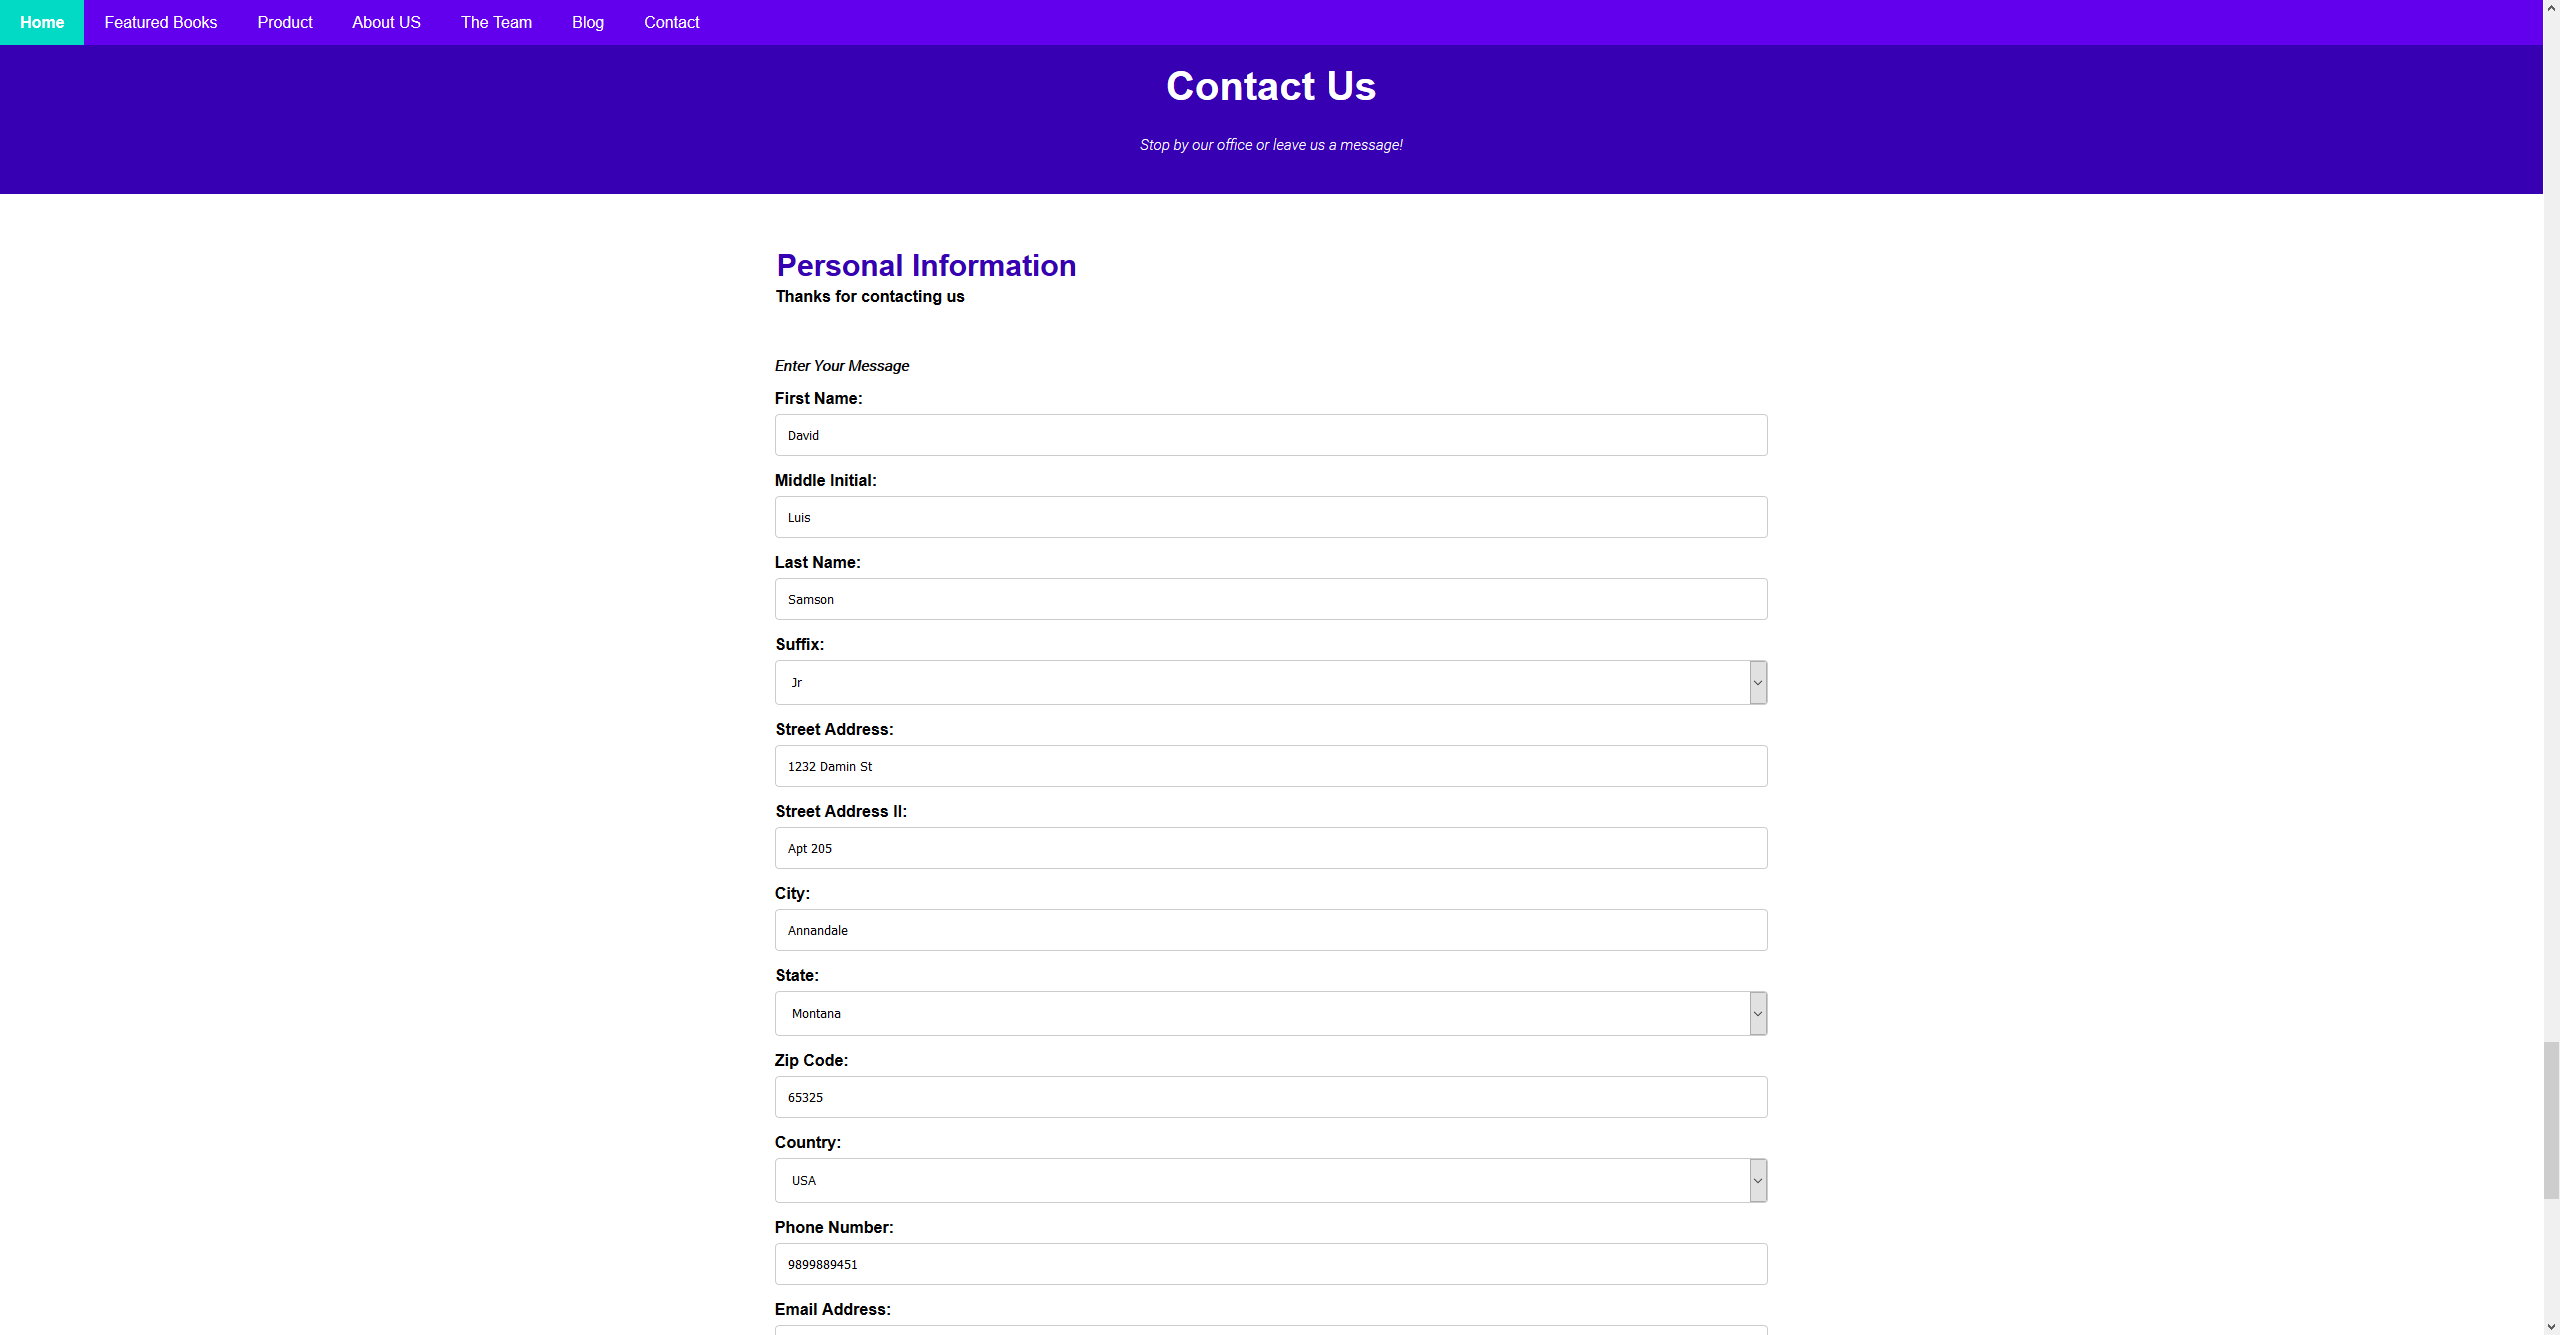 Home Featured Books Product About US The Team Blog Contact
Contact Us
Stop by our office or leave us a message!
Personal Information
Thanks for contacting us
Enter Your Message
First Name:
David
Middle Initial:
Luis
Last Name:
Samson
Suffix:
Jr
Street Address:
1232 Damin St
Street Address II:
Apt 205
City:
Annandale
State:
Montana
Zip Code:
65325
Country:
USA
Phone Number:
9899889451
Email Address: